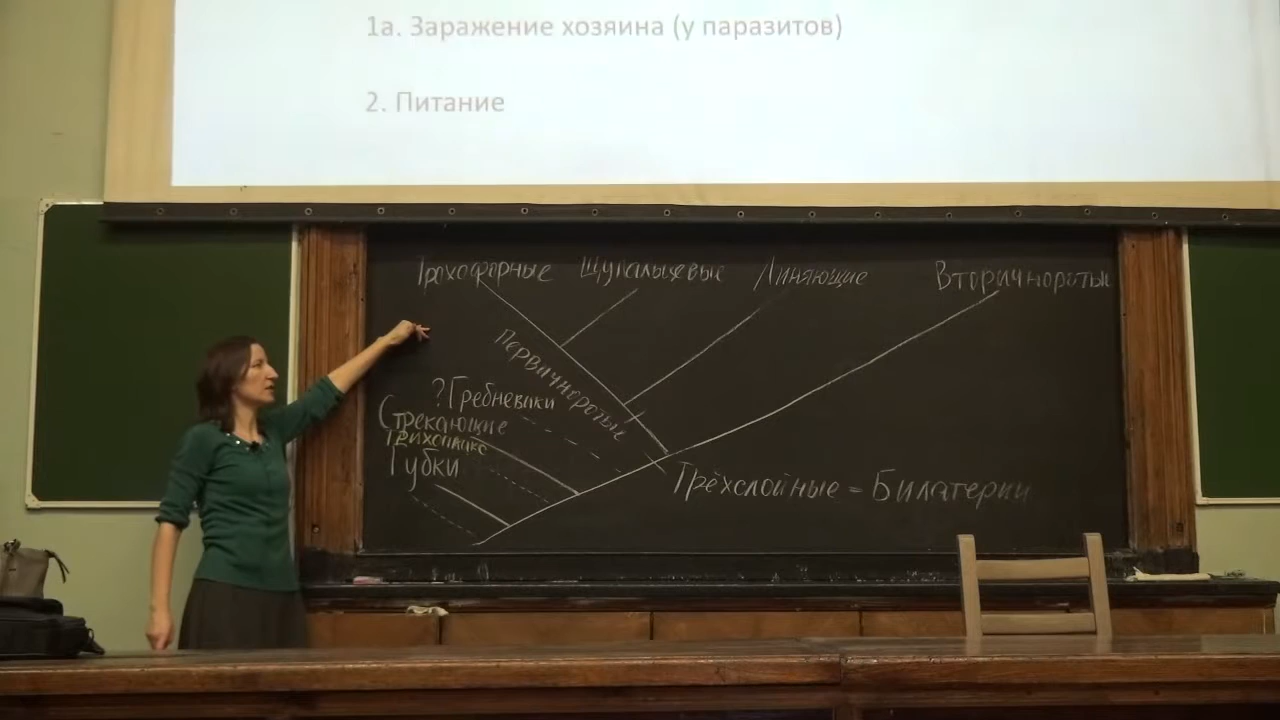 1а. Заражение хозяина (у паразитов)
2. Питание
Трохофорные Щупальцевые Линяющие Вторичноротые
Первичноротые
?Гребневики
Стрекающие
Трихоплакс
Губки
Трёхслойные = Билатерии